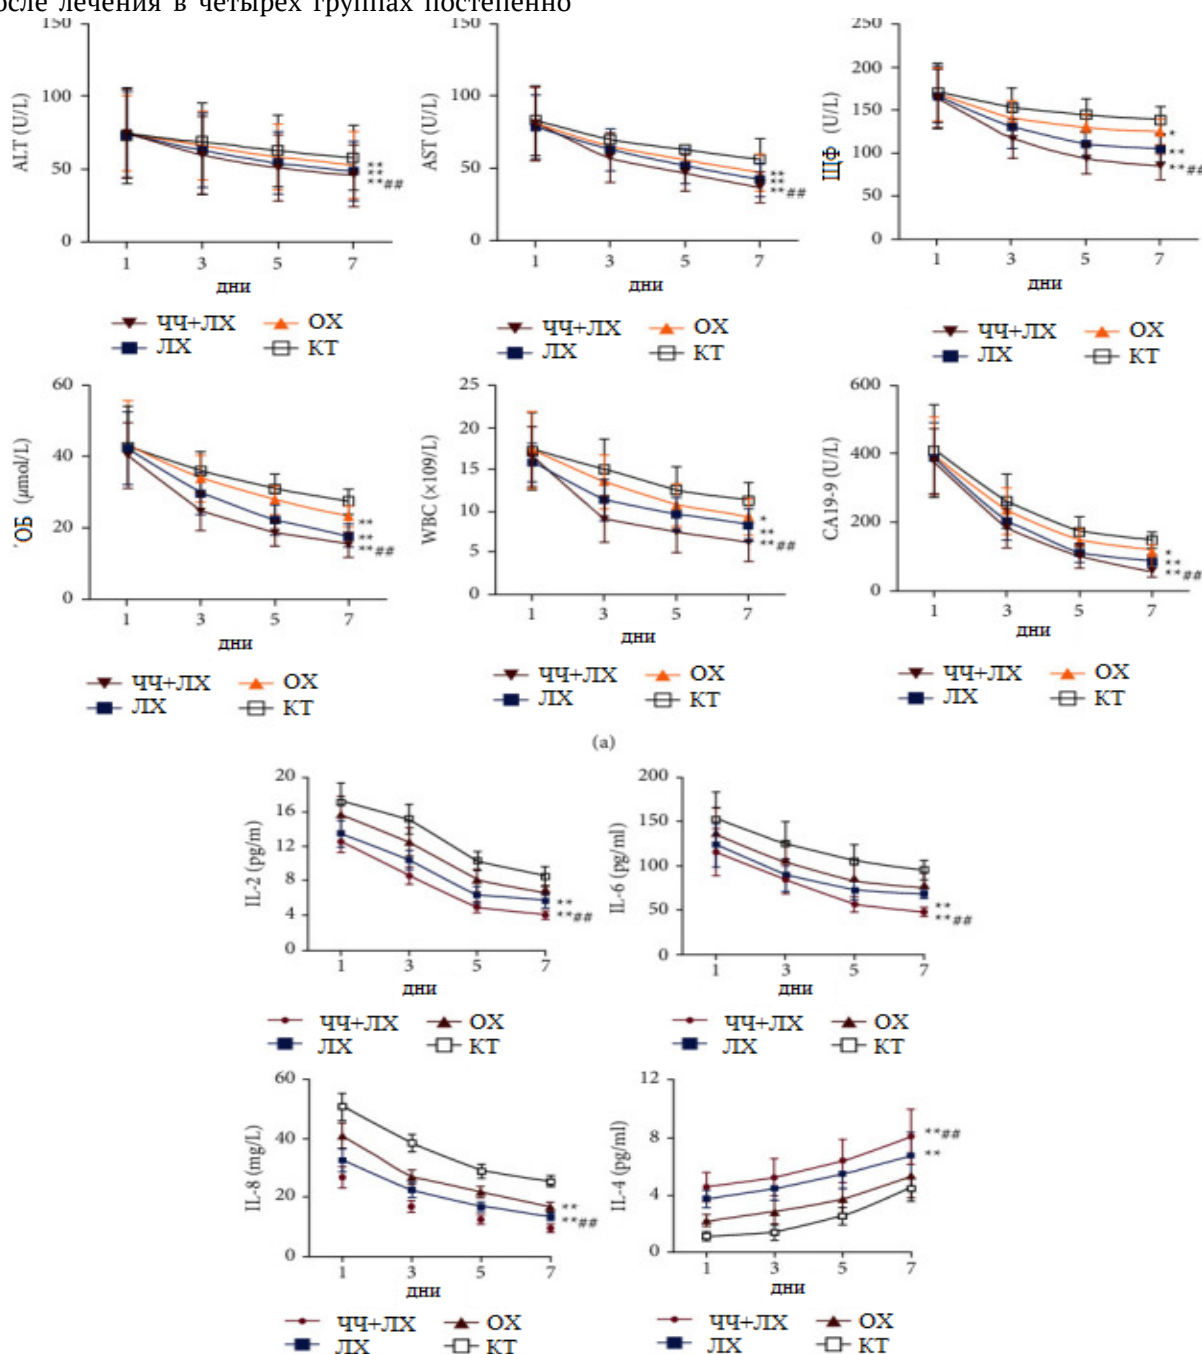 осле лечения в четырех группах постепенно
150
100
50
0
ALT (U/L)
1 3 5 7
дни
**
**
**##
ЧЧ+ЛХ ОХ
ЛХ КТ
150
100
50
0
AST (U/L)
1 3 5 7
дни
**
**
**##
ЧЧ+ЛХ ОХ
ЛХ КТ
250
200
150
100
50
0
ЩФ (U/L)
1 3 5 7
дни
*
**
**##
ЧЧ+ЛХ ОХ
ЛХ КТ
60
40
20
0
ОБ (μmol/L)
1 3 5 7
дни
**
**
**##
ЧЧ+ЛХ ОХ
ЛХ КТ
25
20
15
10
5
0
WBC (×109/L)
1 3 5 7
дни
*
**
**##
ЧЧ+ЛХ ОХ
ЛХ КТ
600
400
200
0
CA19-9 (U/L)
1 3 5 7
дни
*
**
**##
ЧЧ+ЛХ ОХ
ЛХ КТ
(a)
20
16
12
8
4
0
IL-2 (pg/m)
1 3 5 7
дни
**
**##
ЧЧ+ЛХ ОХ
ЛХ КТ
200
150
100
50
0
IL-6 (pg/ml)
1 3 5 7
дни
**
**##
ЧЧ+ЛХ ОХ
ЛХ КТ
60
40
20
0
IL-8 (mg/L)
1 3 5 7
дни
**
**##
ЧЧ+ЛХ ОХ
ЛХ КТ
12
8
4
0
IL-4 (pg/ml)
1 3 5 7
дни
**##
**
ЧЧ+ЛХ ОХ
ЛХ КТ